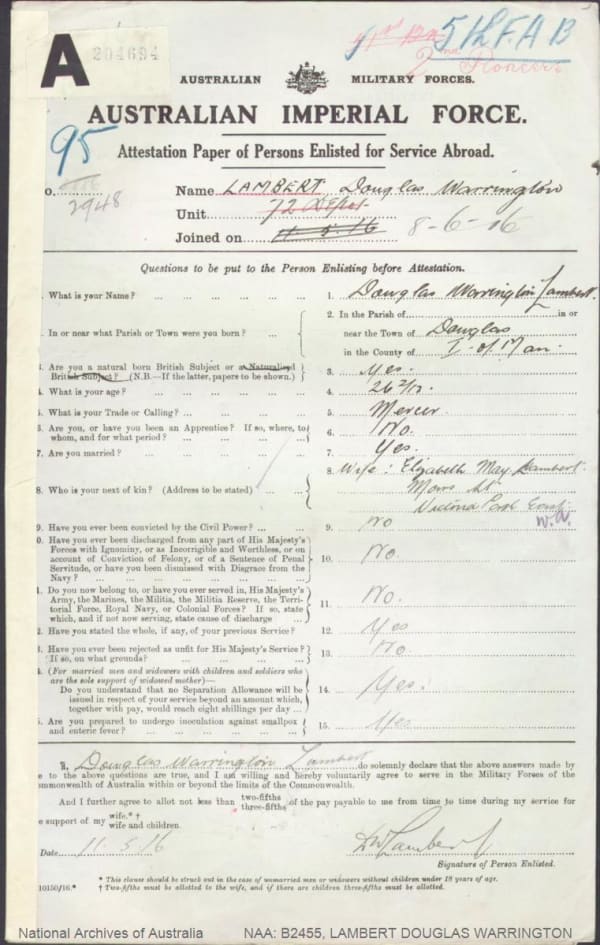 A 204694
5th F.A B
2nd Pioneers
AUSTRALIAN MILITARY FORCES.
AUSTRALIAN IMPERIAL FORCE.
95
Attestation Paper of Persons Enlisted for Service Abroad.
o. 2948
Name LAMBERT Douglas Warrington
Unit 72 Depot
Joined on 11.5.16 8-6-16
Questions to be put to the Person Enlisting before Attestation.
. What is your Name? ... ... ... ... 1. Douglas Warrington Lambert.
2. In the Parish of in or
. In or near what Parish or Town were you born? ... near the Town of Douglas
in the County of I. of Man.
. Are you a natural born British Subject or a Naturalised
British Subject? (N.B.—If the latter, papers to be shown.) 3. Yes.
. What is your age? ... ... ... ... 4. 26 2/12.
. What is your Trade or Calling? ... ... ... 5. Mercer.
. Are you, or have you been an Apprentice? If so, where, to
whom, and for what period? ... ... ... 6. No.
7. Are you married? ... ... ... ... 7. Yes.
8. Wife: Elizabeth May Lambert
8. Who is your next of kin? (Address to be stated) ...
Victoria Park
W.A.
9. Have you ever been convicted by the Civil Power? ... 9. No
0. Have you ever been discharged from any part of His Majesty's
Forces with Ignominy, or as Incorrigible and Worthless, or on
account of Conviction of Felony, or of a Sentence of Penal
Servitude, or have you been dismissed with Disgrace from the
Navy? ... ... ... ... ... 10. No.
1. Do you now belong to, or have you ever served in, His Majesty's
Army, the Marines, the Militia, the Militia Reserve, the Terri-
torial Force, Royal Navy, or Colonial Forces? If so, state
which, and if not now serving, state cause of discharge ... 11. No.
2. Have you stated the whole, if any, of your previous Service? 12. Yes
3. Have you ever been rejected as unfit for His Majesty's Service?
If so, on what grounds? ... ... ... ... 13. No.
4. (For married men and widowers with children and soldiers who
are the sole support of widowed mother)—
Do you understand that no Separation Allowance will be
issued in respect of your service beyond an amount which,
together with pay, would reach eight shillings per day ... 14. Yes.
5. Are you prepared to undergo inoculation against smallpox
and enteric fever? ... ... ... ... 15. Yes
I, Douglas Warrington Lambert do solemnly declare that the above answers made by
e to the above questions are true, and I am willing and hereby voluntarily agree to serve in the Military Forces of the
mmonwealth of Australia within or beyond the limits of the Commonwealth.
And I further agree to allot not less than two-fifths three-fifths of the pay payable to me from time to time during my service for
e support of my wife.*†
wife and children.
Date 11.5.16 DWLambert
Signature of Person Enlisted.
* This clause should be struck out in the case of unmarried men or widowers without children under 18 years of age.
10150/16.* † Two-fifths must be allotted to the wife, and if there are children three-fifths must be allotted.
National Archives of Australia NAA: B2455, LAMBERT DOUGLAS WARRINGTON